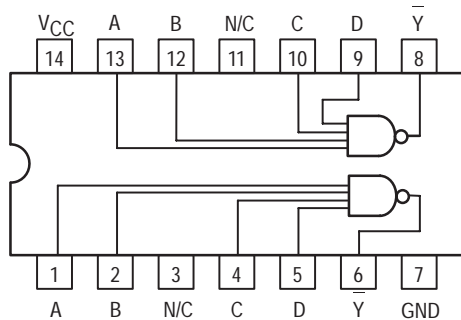 VCC A B N/C C D Y̅
14 13 12 11 10 9 8
1 2 3 4 5 6 7
A B N/C C D Y̅ GND